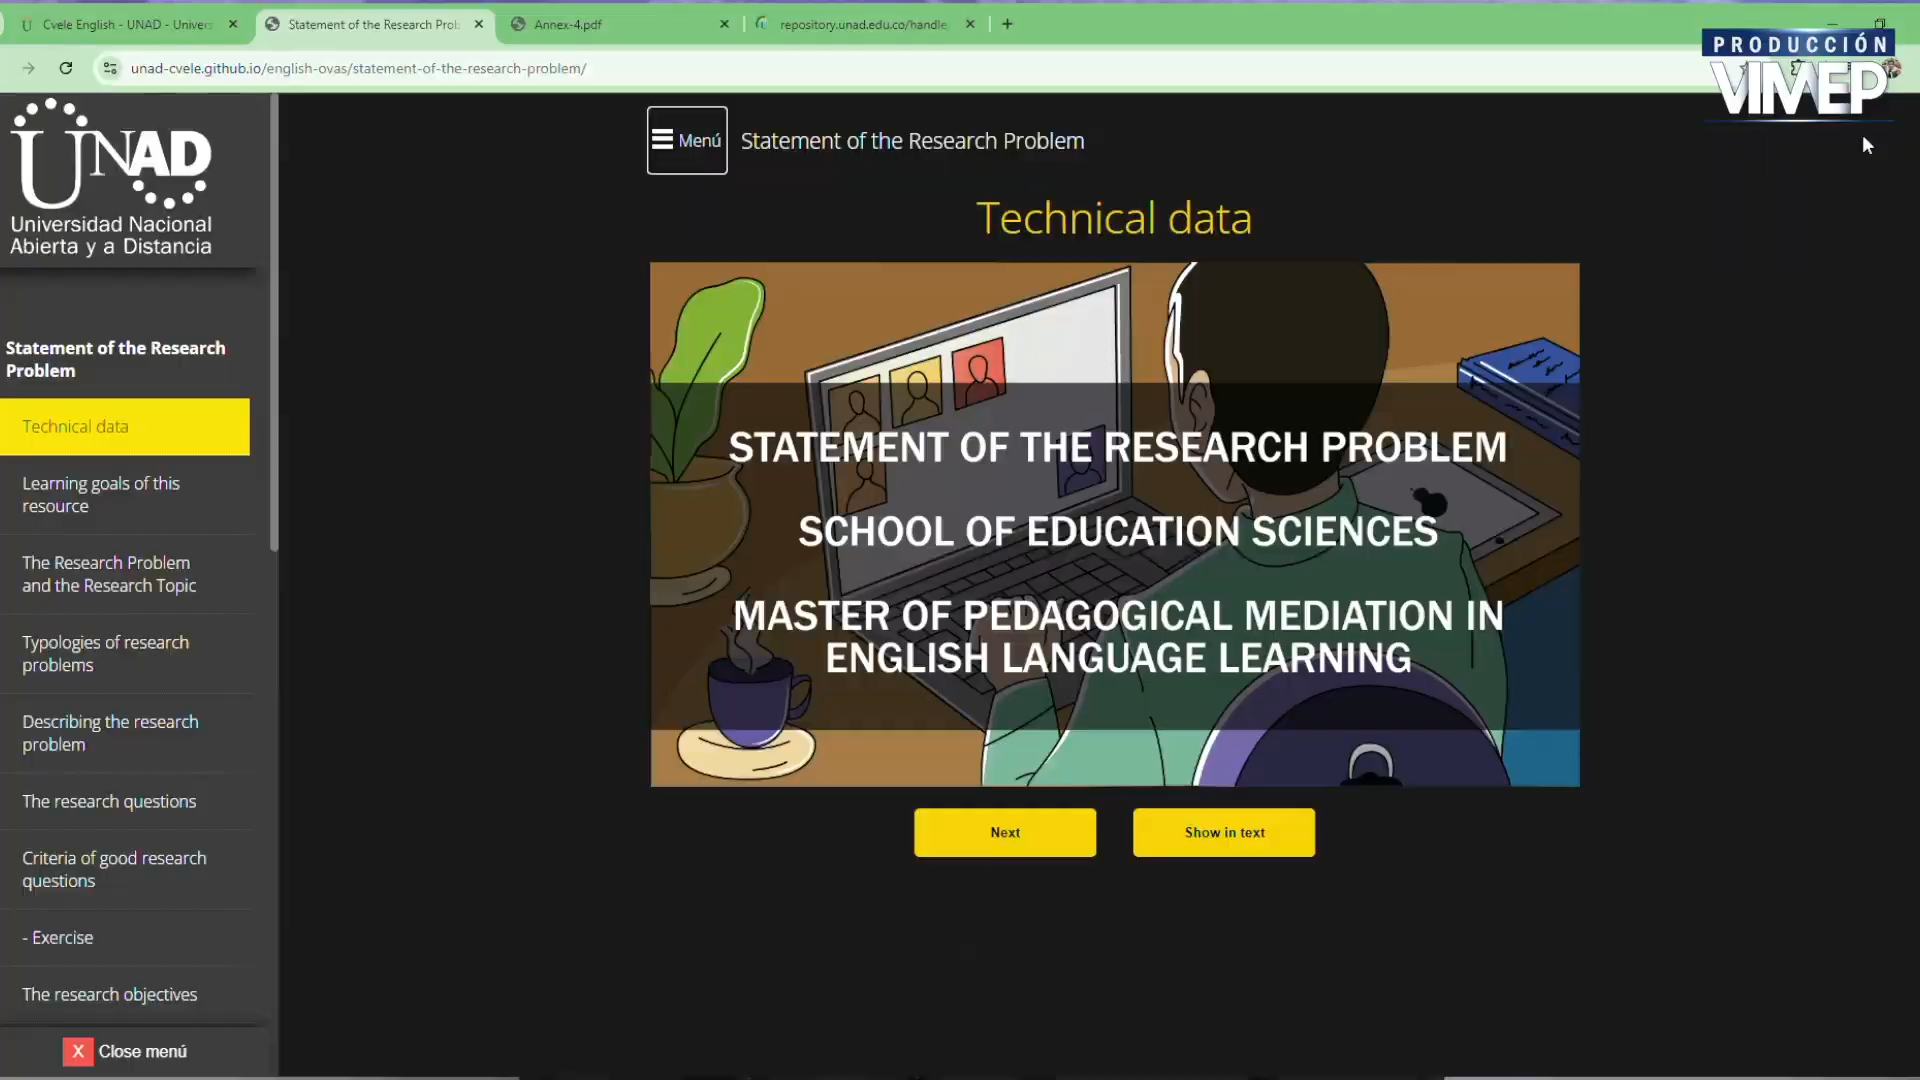 Cvele English - UNAD - Univers
Statement of the Research Prob
Annex-4.pdf
repository.unad.edu.co/handle
unad-cvele.github.io/english-ovas/statement-of-the-research-problem/
PRODUCCIÓN
VIMEP
UNAD
Universidad Nacional
Abierta y a Distancia
Menú
Statement of the Research Problem
Technical data
Statement of the Research
Problem
Technical data
Learning goals of this
resource
The Research Problem
and the Research Topic
Typologies of research
problems
Describing the research
problem
The research questions
Criteria of good research
questions
- Exercise
The research objectives
X Close menú
STATEMENT OF THE RESEARCH PROBLEM
SCHOOL OF EDUCATION SCIENCES
MASTER OF PEDAGOGICAL MEDIATION IN
ENGLISH LANGUAGE LEARNING
Next
Show in text